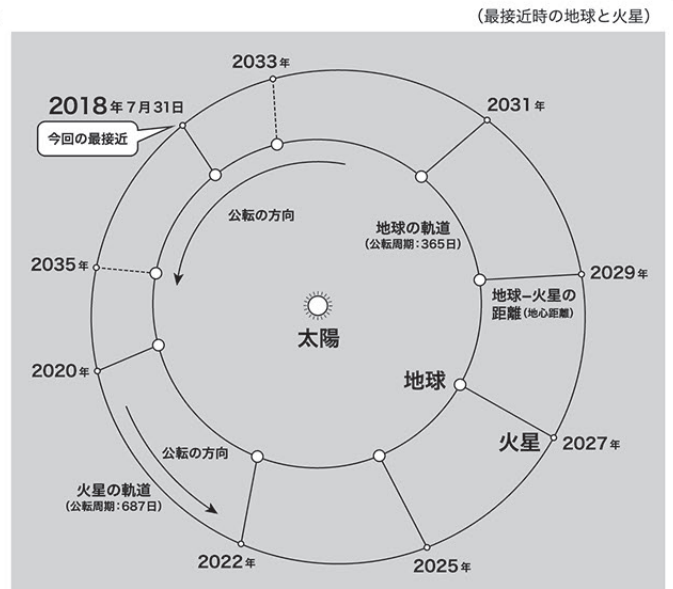 （最接近時の地球と火星）
2033年
2018年7月31日
今回の最接近
2031年
公転の方向
地球の軌道
（公転周期：365日）
2035年
2029年
地球−火星の
距離（地心距離）
太陽
2020年
地球
火星
2027年
公転の方向
火星の軌道
（公転周期：687日）
2022年
2025年